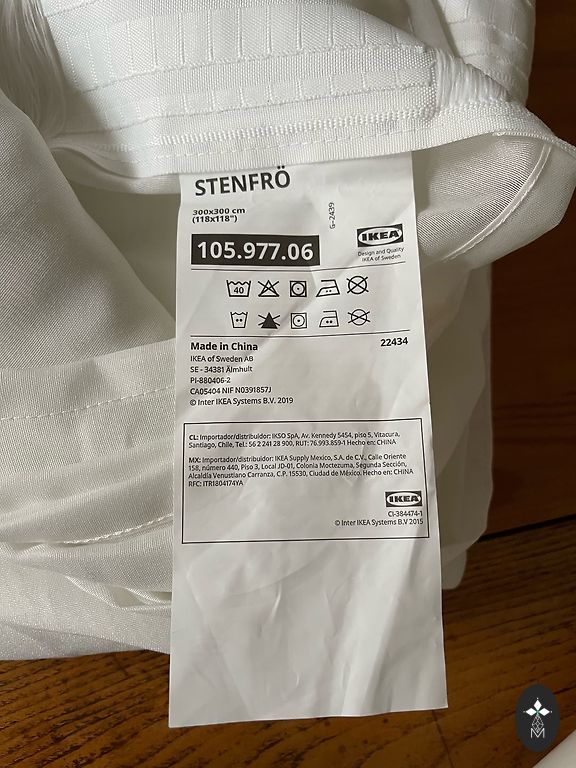 STENFRÖ
300x300 cm
(118x118")
G-2439
105.977.06
IKEA
Design and Quality
IKEA of Sweden
40
Made in China
22434
IKEA of Sweden AB
SE - 34381 Älmhult
PI-880406-2
CA05404 NIF N0391857J
© Inter IKEA Systems B.V. 2019
CL: Importador/distribuidor: IKSO SpA, Av. Kennedy 5454, piso 5, Vitacura,
Santiago, Chile, Tel.: 56 2 241 28 900, RUT: 76.993.859-1 Hecho en: CHINA
MX: Importador/distribuidor: IKEA Supply Mexico, S.A. de C.V., Calle Oriente
158, número 440, Piso 3, Local JD-01, Colonia Moctezuma, Segunda Sección,
Alcaldía Venustiano Carranza, C.P. 15530, Ciudad de México. Hecho en: CHINA
RFC: ITR1804174YA
IKEA
CI-384474-1
© Inter IKEA Systems B.V 2015
M